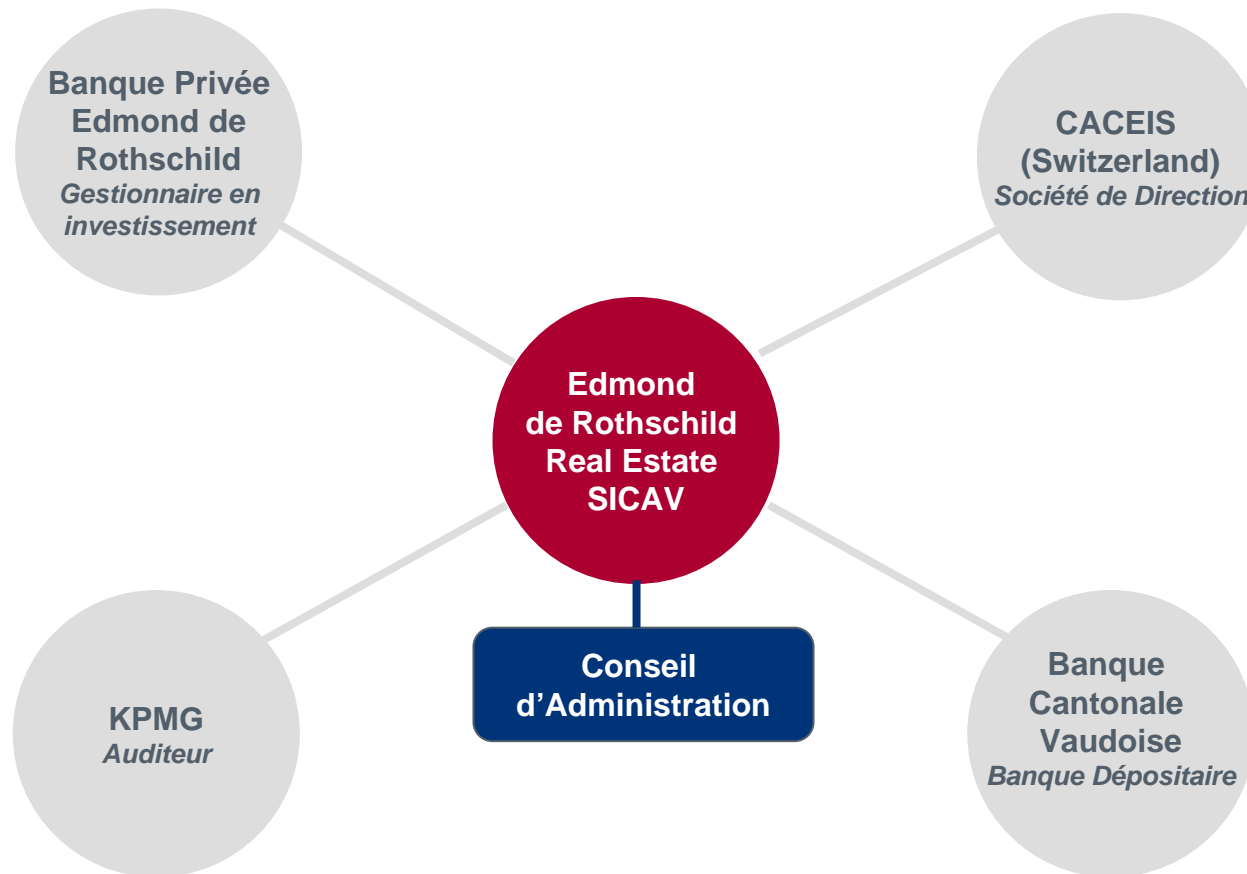 Banque Privée
Edmond de
Rothschild
Gestionnaire en
investissement
CACEIS
(Switzerland)
Société de Direction
Edmond
de Rothschild
Real Estate
SICAV
Conseil
d’Administration
KPMG
Auditeur
Banque
Cantonale
Vaudoise
Banque Dépositaire